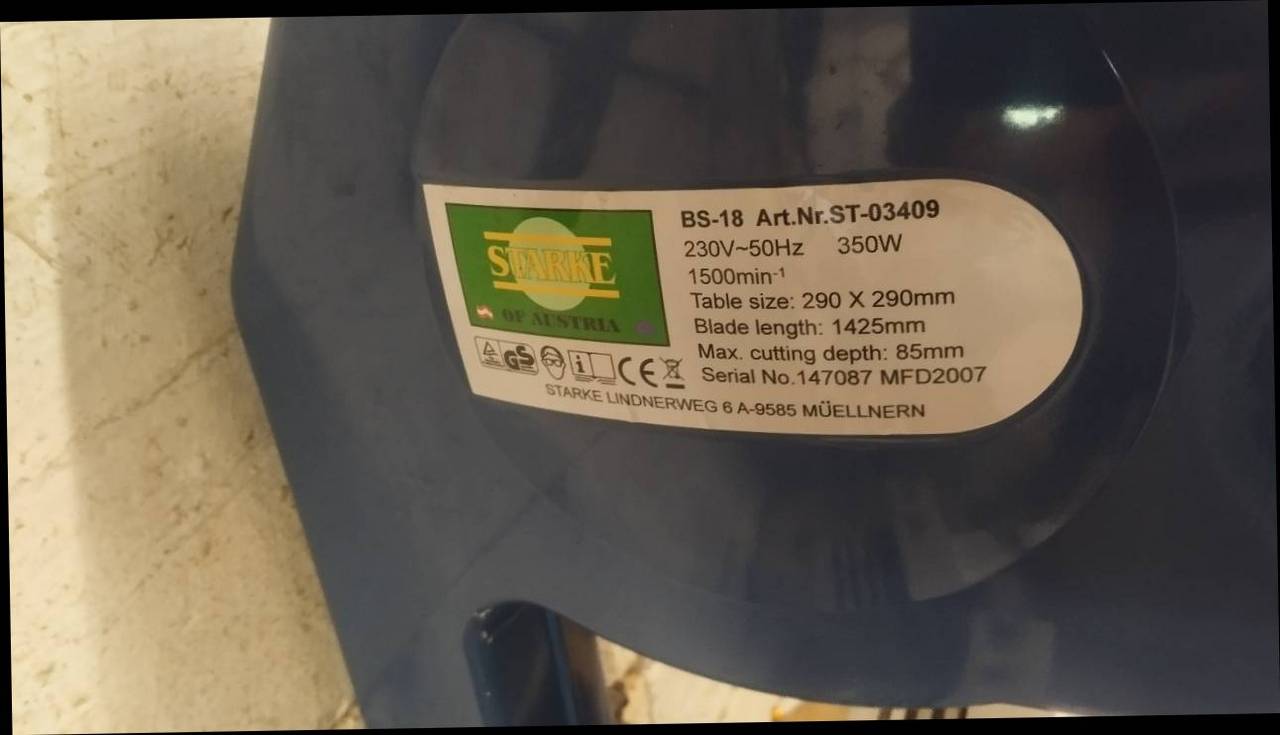 STARKE
OF AUSTRIA
GS
i
CE
BS-18 Art.Nr.ST-03409
230V~50Hz 350W
1500min-¹
Table size: 290 X 290mm
Blade length: 1425mm
Max. cutting depth: 85mm
Serial No.147087 MFD2007
STARKE LINDNERWEG 6 A-9585 MÜELLNERN